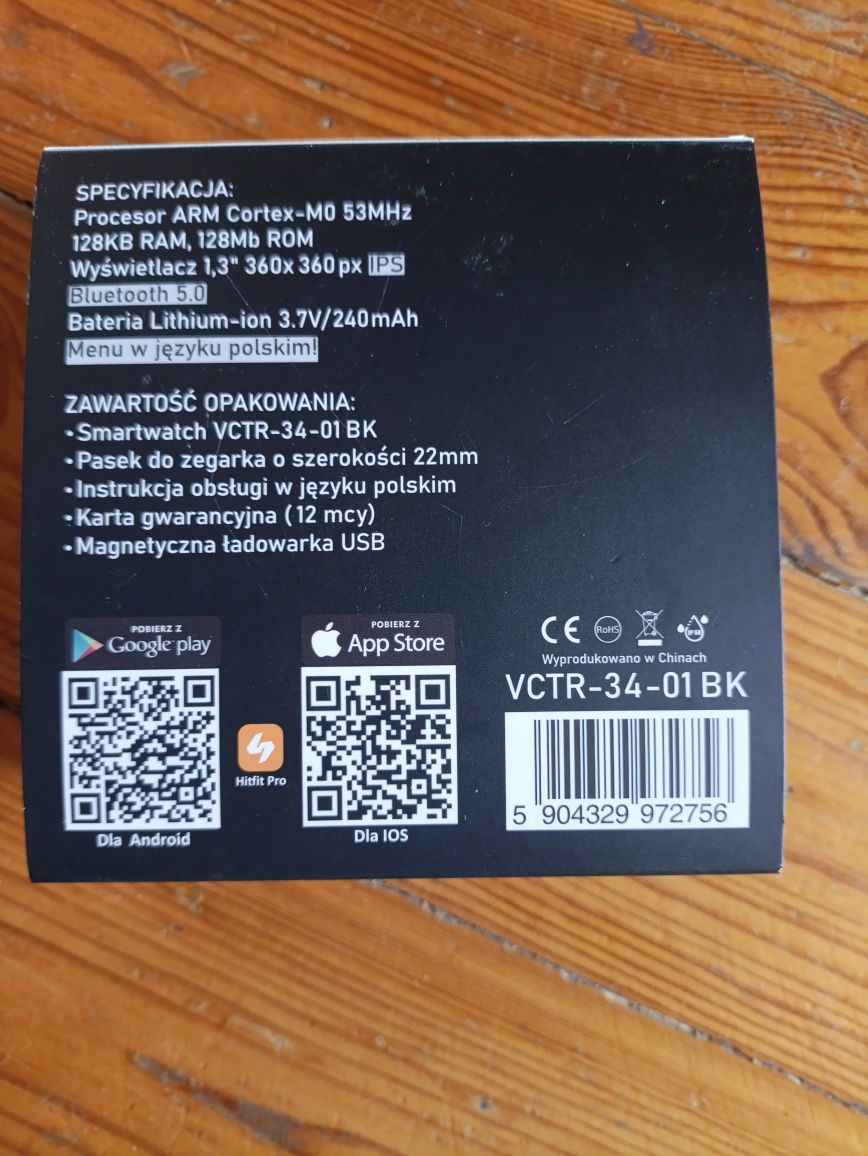 SPECYFIKACJA:
Procesor ARM Cortex-M0 53MHz
128KB RAM, 128Mb ROM
Wyświetlacz 1,3" 360x360px IPS
Bluetooth 5.0
Bateria Lithium-ion 3.7V/240mAh
Menu w języku polskim!
ZAWARTOŚĆ OPAKOWANIA:
•Smartwatch VCTR-34-01 BK
•Pasek do zegarka o szerokości 22mm
•Instrukcja obsługi w języku polskim
•Karta gwarancyjna (12 mcy)
•Magnetyczna ładowarka USB
POBIERZ Z
Google play
Dla Android
Hitfit Pro
POBIERZ Z
App Store
Dla IOS
CE RoHS IP 68
Wyprodukowano w Chinach
VCTR-34-01 BK
5 904329 972756